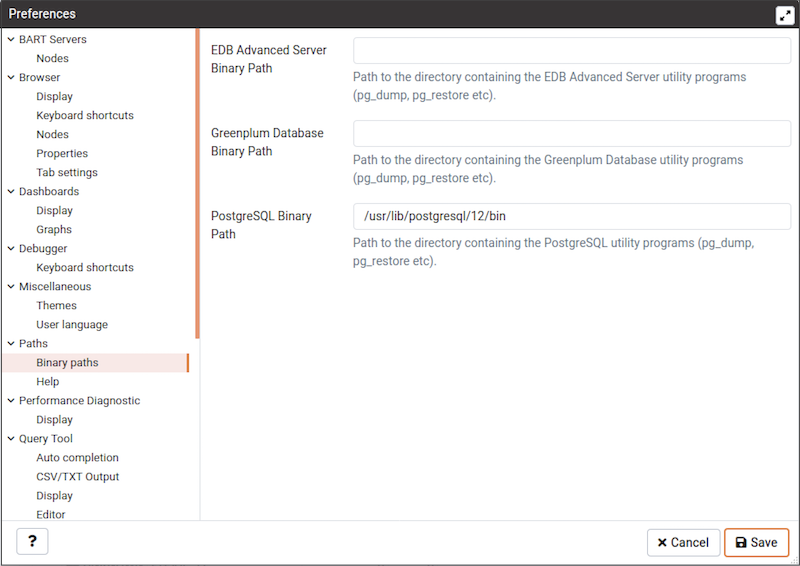 Preferences
BART Servers
Nodes
Browser
Display
Keyboard shortcuts
Nodes
Properties
Tab settings
Dashboards
Display
Graphs
Debugger
Keyboard shortcuts
Miscellaneous
Themes
User language
Paths
Binary paths
Help
Performance Diagnostic
Display
Query Tool
Auto completion
CSV/TXT Output
Display
Editor
EDB Advanced Server
Binary Path
Path to the directory containing the EDB Advanced Server utility programs
(pg_dump, pg_restore etc).
Greenplum Database
Binary Path
Path to the directory containing the Greenplum Database utility programs
(pg_dump, pg_restore etc).
PostgreSQL Binary
Path
/usr/lib/postgresql/12/bin
Path to the directory containing the PostgreSQL utility programs (pg_dump,
pg_restore etc).
?
Cancel
Save